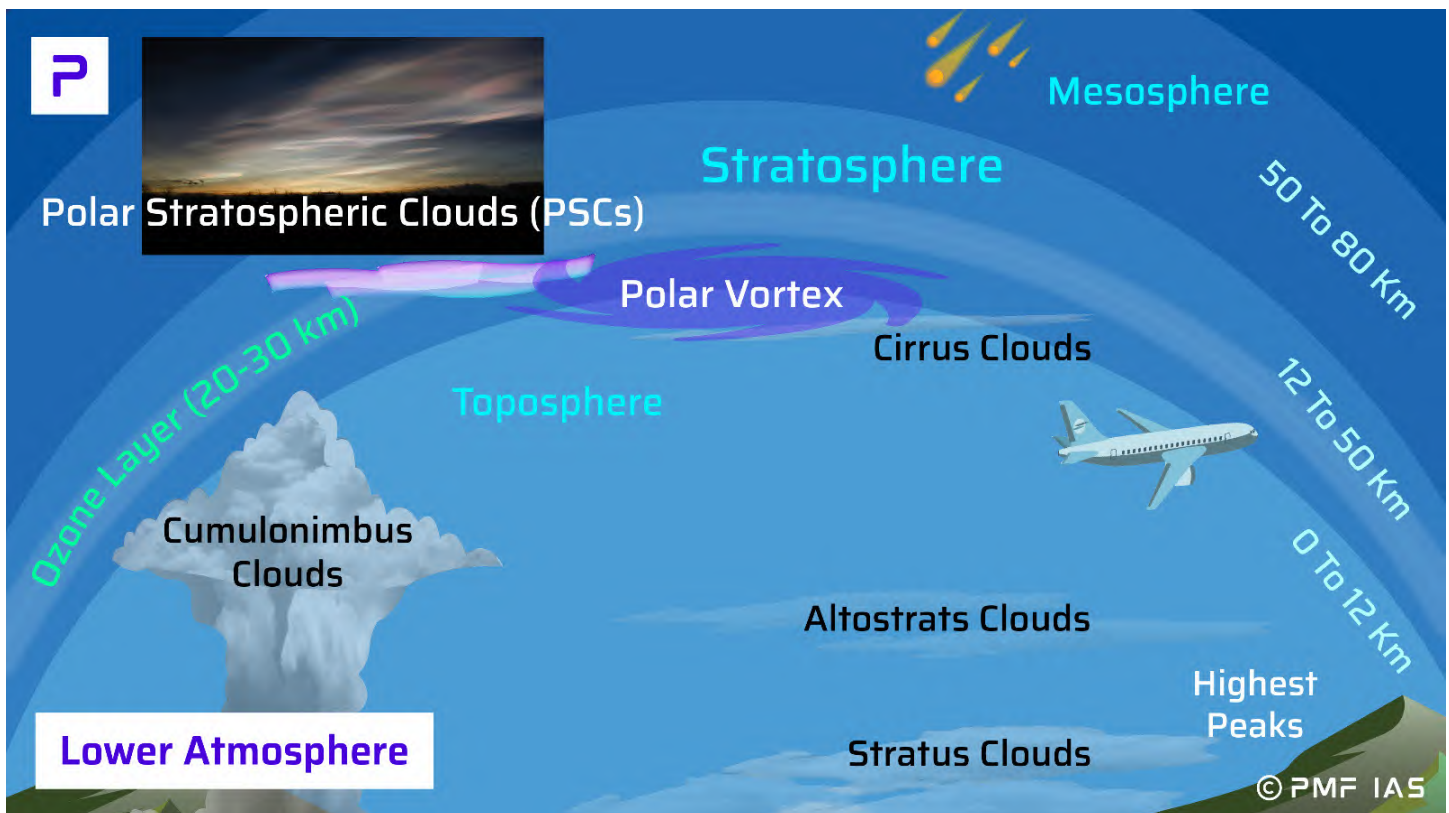 P
Mesosphere
Stratosphere
50 To 80 Km
Polar Stratospheric Clouds (PSCs)
Polar Vortex
Cirrus Clouds
Ozone Layer (20-30 km)
Toposphere
12 To 50 Km
Cumulonimbus
Clouds
0 To 12 Km
Altostrats Clouds
Highest
Peaks
Lower Atmosphere
Stratus Clouds
© PMF IAS